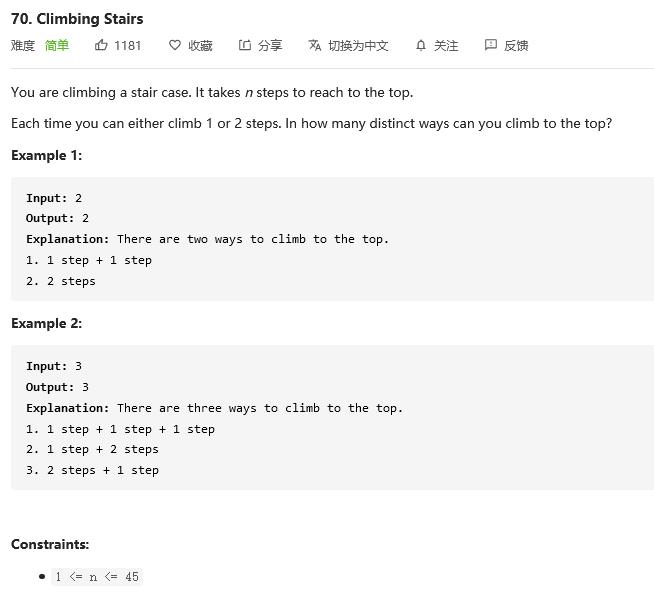 70. Climbing Stairs
难度 简单 1181 收藏 分享 切换为中文 关注 反馈
You are climbing a stair case. It takes n steps to reach to the top.
Each time you can either climb 1 or 2 steps. In how many distinct ways can you climb to the top?
Example 1:
Input: 2
Output: 2
Explanation: There are two ways to climb to the top.
1. 1 step + 1 step
2. 2 steps
Example 2:
Input: 3
Output: 3
Explanation: There are three ways to climb to the top.
1. 1 step + 1 step + 1 step
2. 1 step + 2 steps
3. 2 steps + 1 step
Constraints:
• 1 <= n <= 45